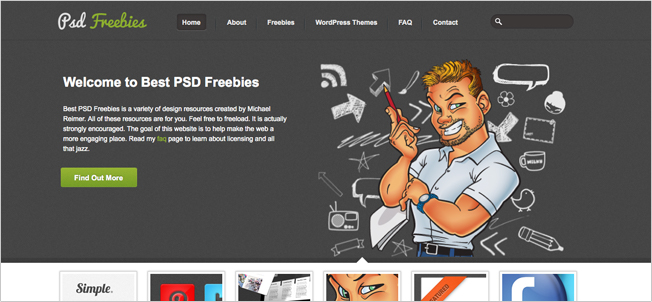 Psd Freebies
Home
About
Freebies
WordPress Themes
FAQ
Contact
Welcome to Best PSD Freebies
Best PSD Freebies is a variety of design resources created by Michael
Reimer. All of these resources are for you. Feel free to freeload. It is actually
strongly encouraged. The goal of this website is to help make the web a
more engaging place. Read my faq page to learn about licensing and all
that jazz.
Find Out More
Simple.
FEATURED